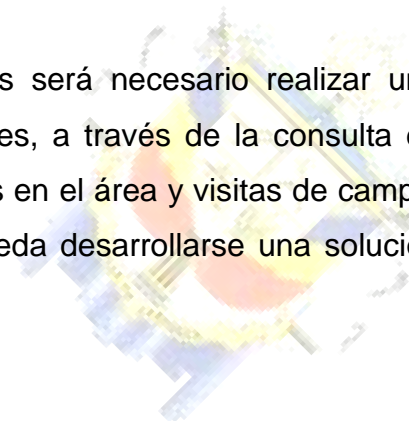 s será necesario realizar un
es, a través de la consulta
s en el área y visitas de camp
eda desarrollarse una soluci